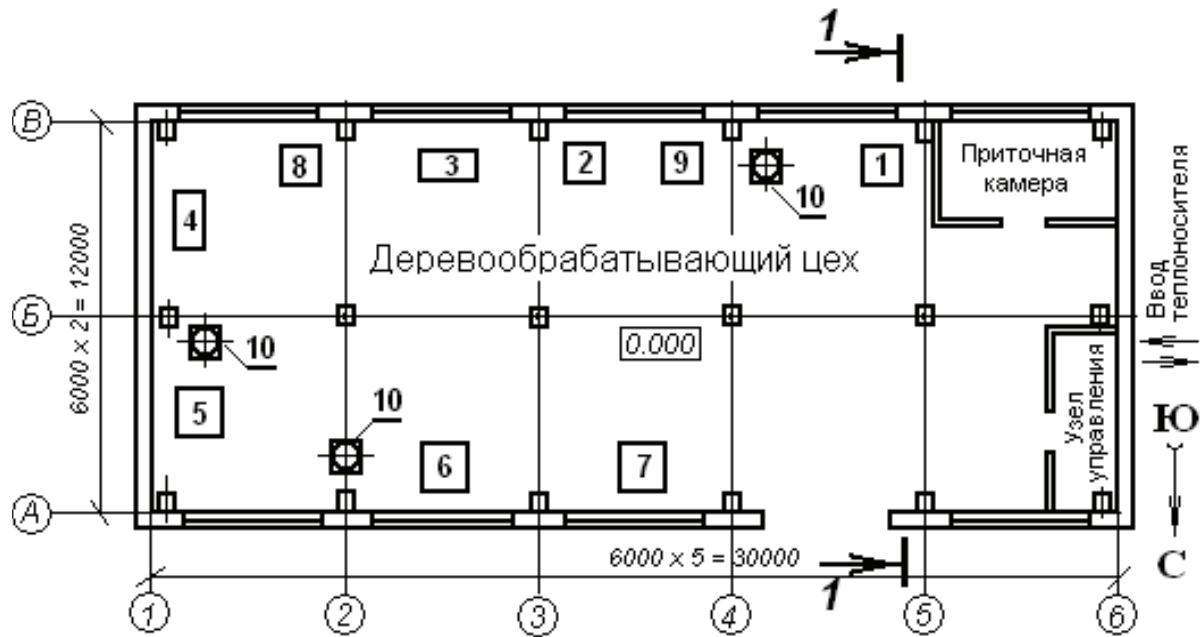 1
В
8
3
2
9
1
Приточная
камера
10
4
Деревообрабатывающий цех
Ввод
теплоносителя
6000 х 2 = 12000
Б
0.000
10
5
10
6
7
Узел
управления
Ю
А
6000 х 5 = 30000
1
С
1
2
3
4
5
6